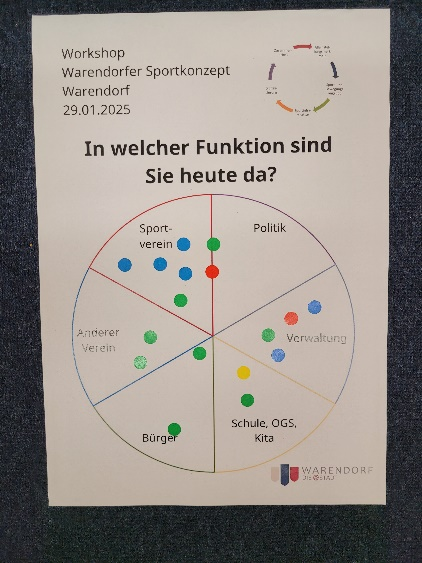 Workshop
Warendorfer Sportkonzept
Warendorf
29.01.2025
In welcher Funktion sind
Sie heute da?
Sport-
verein
Politik
Anderer
Verein
Verwaltung
Bürger
Schule, OGS,
Kita
WARENDORF